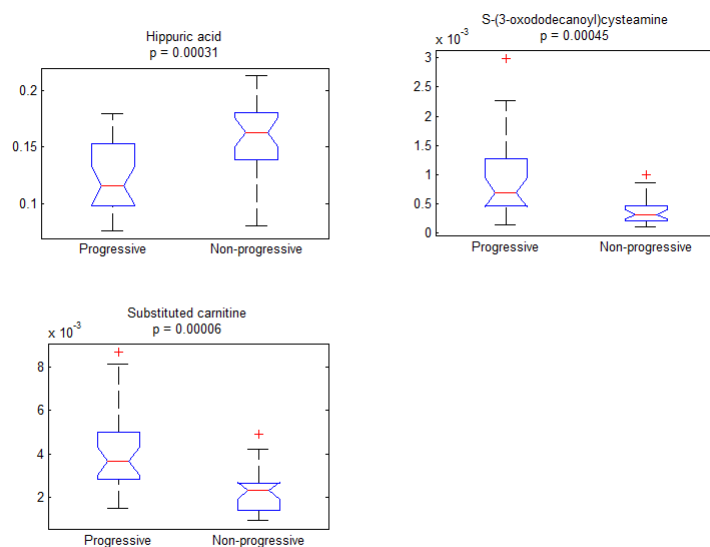 Hippuric acid
p = 0.00031
0.2
0.15
0.1
Progressive Non-progressive
S-(3-oxododecanoyl)cysteamine
x 10-3 p = 0.00045
3
2.5
2
1.5
1
0.5
0
Progressive Non-progressive
Substituted carnitine
x 10-3 p = 0.00006
8
6
4
2
Progressive Non-progressive